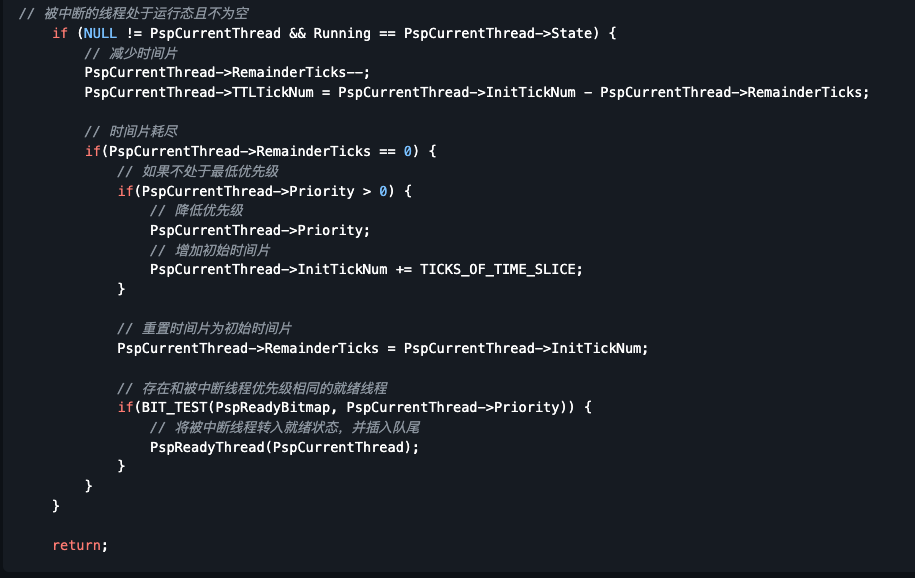 // 被中断的线程处于运行态且不为空
if (NULL != PspCurrentThread && Running == PspCurrentThread->State) {
// 减少时间片
PspCurrentThread->RemainderTicks--;
PspCurrentThread->TTLTickNum = PspCurrentThread->InitTickNum - PspCurrentThread->RemainderTicks;
// 时间片耗尽
if(PspCurrentThread->RemainderTicks == 0) {
// 如果不处于最低优先级
if(PspCurrentThread->Priority > 0) {
// 降低优先级
PspCurrentThread->Priority;
// 增加初始时间片
PspCurrentThread->InitTickNum += TICKS_OF_TIME_SLICE;
}
// 重置时间片为初始时间片
PspCurrentThread->RemainderTicks = PspCurrentThread->InitTickNum;
// 存在和被中断线程优先级相同的就绪线程
if(BIT_TEST(PspReadyBitmap, PspCurrentThread->Priority)) {
// 将被中断线程转入就绪状态，并插入队尾
PspReadyThread(PspCurrentThread);
}
}
}
return;